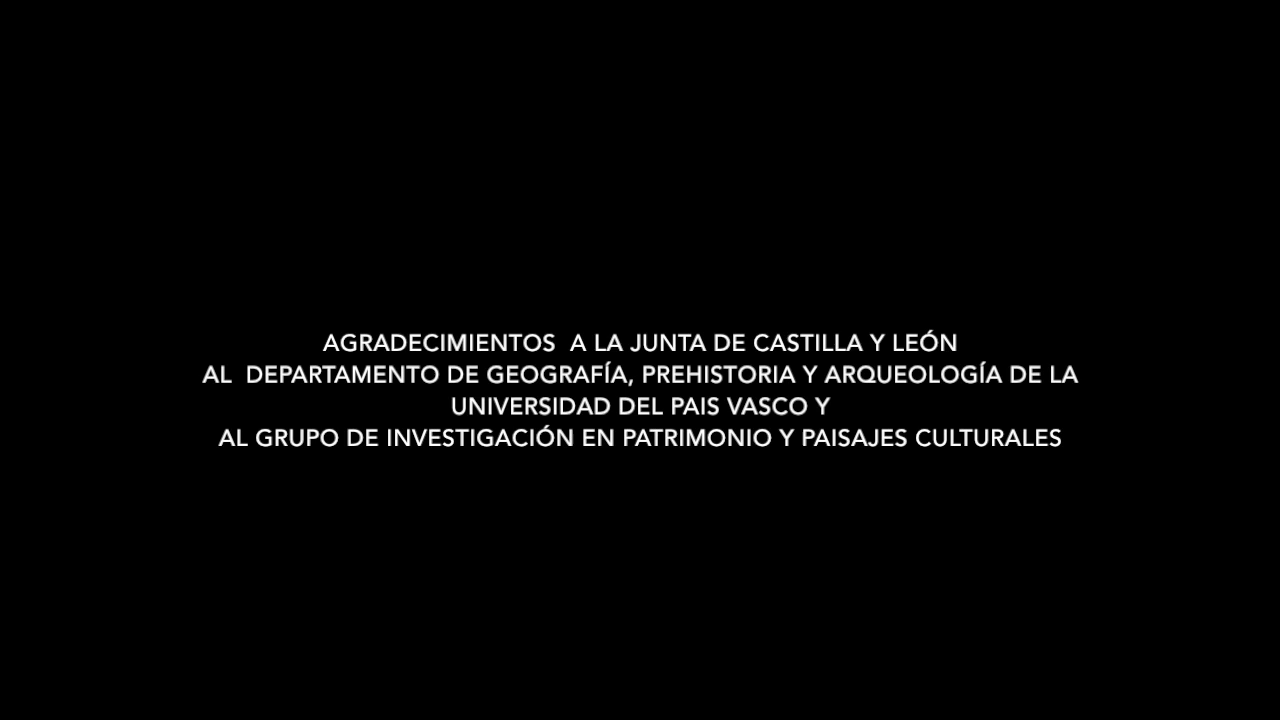 AGRADECIMIENTOS  A LA JUNTA DE CASTILLA Y LEÓN
AL  DEPARTAMENTO DE GEOGRAFÍA, PREHISTORIA Y ARQUEOLOGÍA DE LA
UNIVERSIDAD DEL PAIS VASCO Y
AL GRUPO DE INVESTIGACIÓN EN PATRIMONIO Y PAISAJES CULTURALES